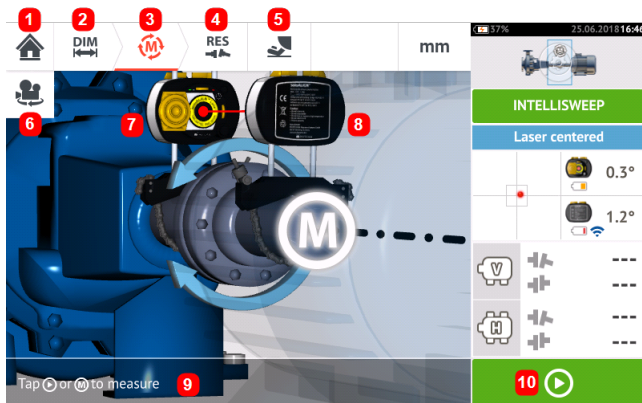 1 2 3 4 5
DIM
M
RES
mm
37% 25.06.2018 16:46
6
7
8
INTELLISWEEP
Laser centered
0.3°
1.2°
M
V ---
---
H ---
---
Tap or M to measure 9
10